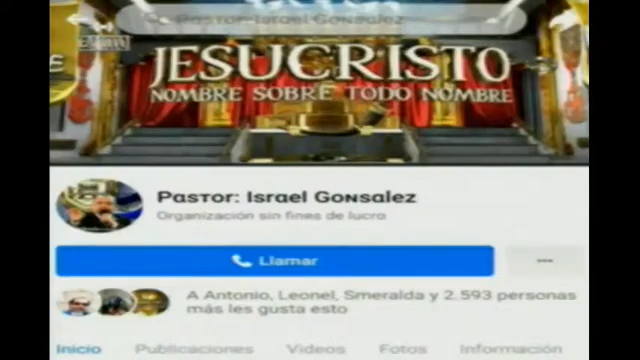 Pastor: Israel Gonsalez
JESUCRISTO
NOMBRE SOBRE TODO NOMBRE
Pastor: Israel Gonsalez
Organización sin fines de lucro
Llamar
A Antonio, Leonel, Smeralda y 2.593 personas
más les gusta esto
Inicio Publicaciones Videos Fotos Información